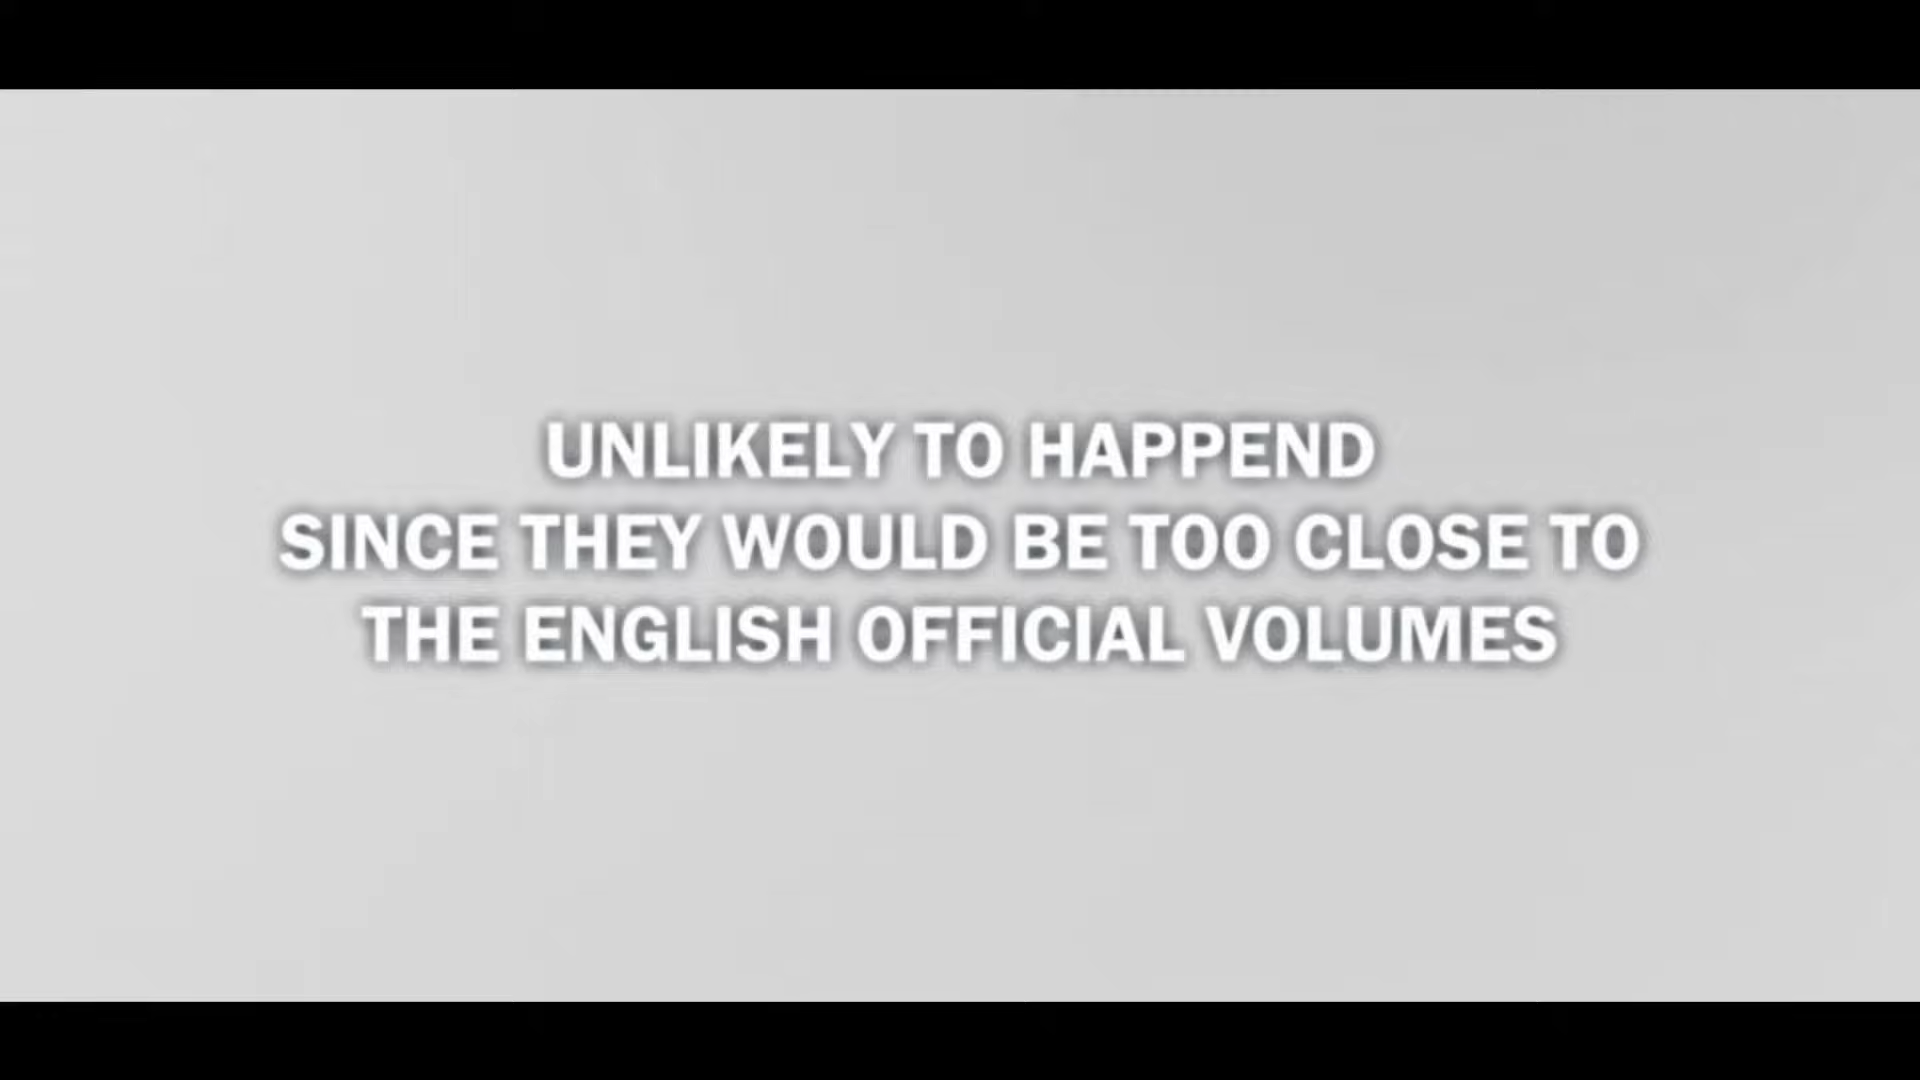 UNLIKELY TO HAPPEND
SINCE THEY WOULD BE TOO CLOSE TO
THE ENGLISH OFFICIAL VOLUMES